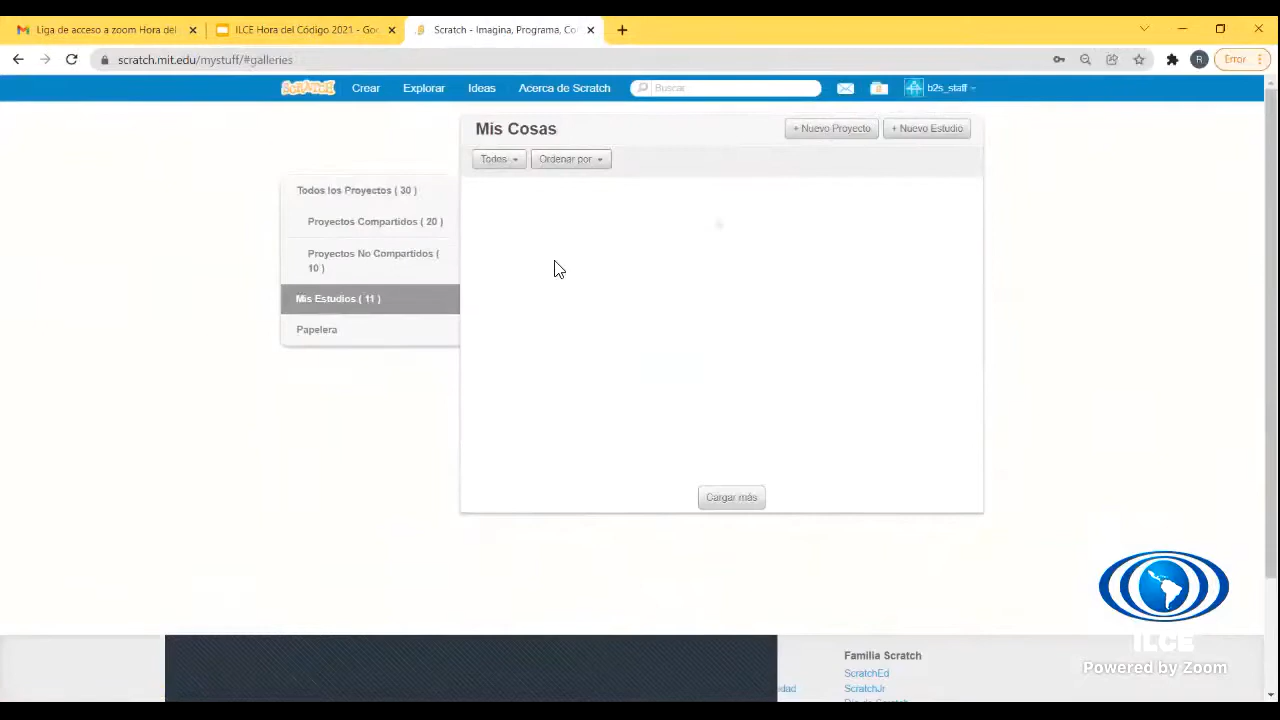 Liga de acceso a zoom Hora del
ILCE Hora del Código 2021 - Goo
Scratch - Imagina, Programa, Co
scratch.mit.edu/mystuff/#galleries
R
Error
SCRATCH
Crear
Explorar
Ideas
Acerca de Scratch
Buscar
b2s_staff
Mis Cosas
+ Nuevo Proyecto
+ Nuevo Estudio
Todos
Ordenar por
Todos los Proyectos ( 30 )
Proyectos Compartidos ( 20 )
Proyectos No Compartidos (
10 )
Mis Estudios ( 11 )
Papelera
Cargar más
ILCE
Powered by Zoom
Familia Scratch
ScratchEd
idad
ScratchJr